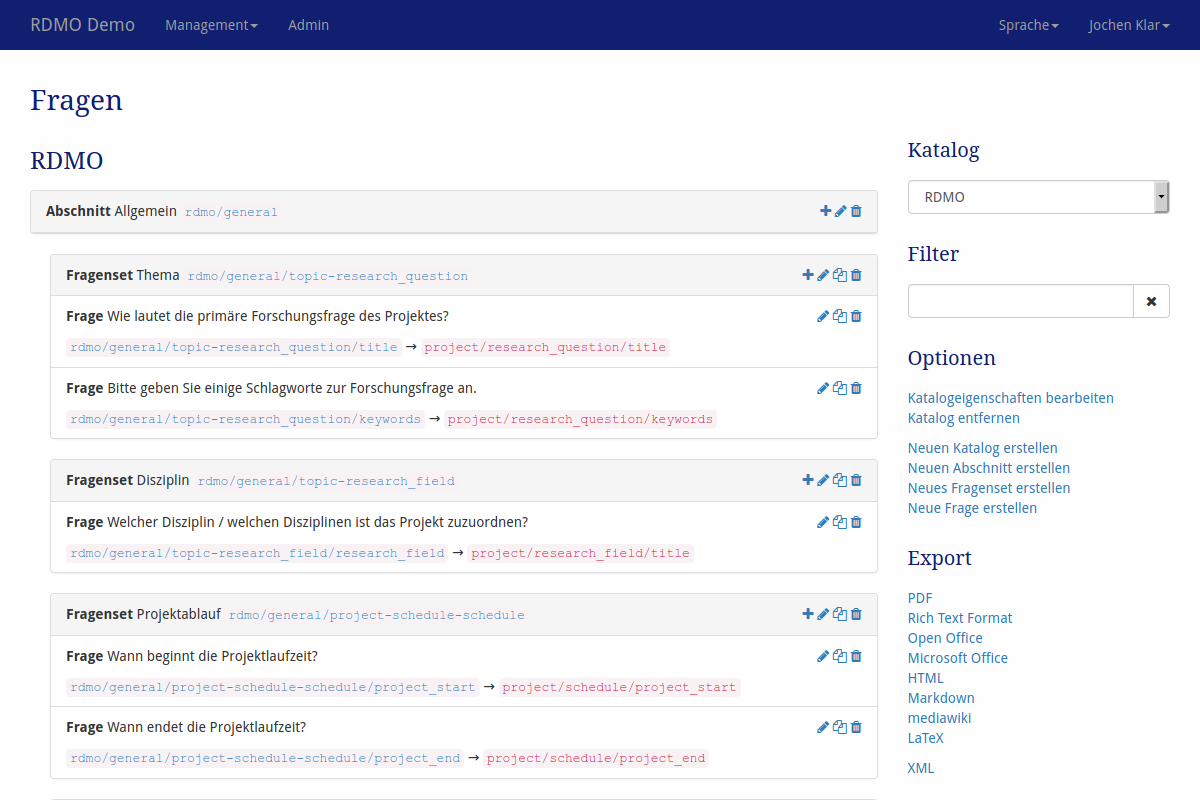 RDMO Demo Management Admin Sprache Jochen Klar
Fragen
RDMO
Abschnitt Allgemein rdmo/general
Fragenset Thema rdmo/general/topic-research_question
Frage Wie lautet die primäre Forschungsfrage des Projektes?
rdmo/general/topic-research_question/title → project/research_question/title
Frage Bitte geben Sie einige Schlagworte zur Forschungsfrage an.
rdmo/general/topic-research_question/keywords → project/research_question/keywords
Fragenset Disziplin rdmo/general/topic-research_field
Frage Welcher Disziplin / welchen Disziplinen ist das Projekt zuzuordnen?
rdmo/general/topic-research_field/research_field → project/research_field/title
Fragenset Projektablauf rdmo/general/project-schedule-schedule
Frage Wann beginnt die Projektlaufzeit?
rdmo/general/project-schedule-schedule/project_start → project/schedule/project_start
Frage Wann endet die Projektlaufzeit?
rdmo/general/project-schedule-schedule/project_end → project/schedule/project_end
Katalog
RDMO
Filter
Optionen
Katalogeigenschaften bearbeiten
Katalog entfernen
Neuen Katalog erstellen
Neuen Abschnitt erstellen
Neues Fragenset erstellen
Neue Frage erstellen
Export
PDF
Rich Text Format
Open Office
Microsoft Office
HTML
Markdown
mediawiki
LaTeX
XML